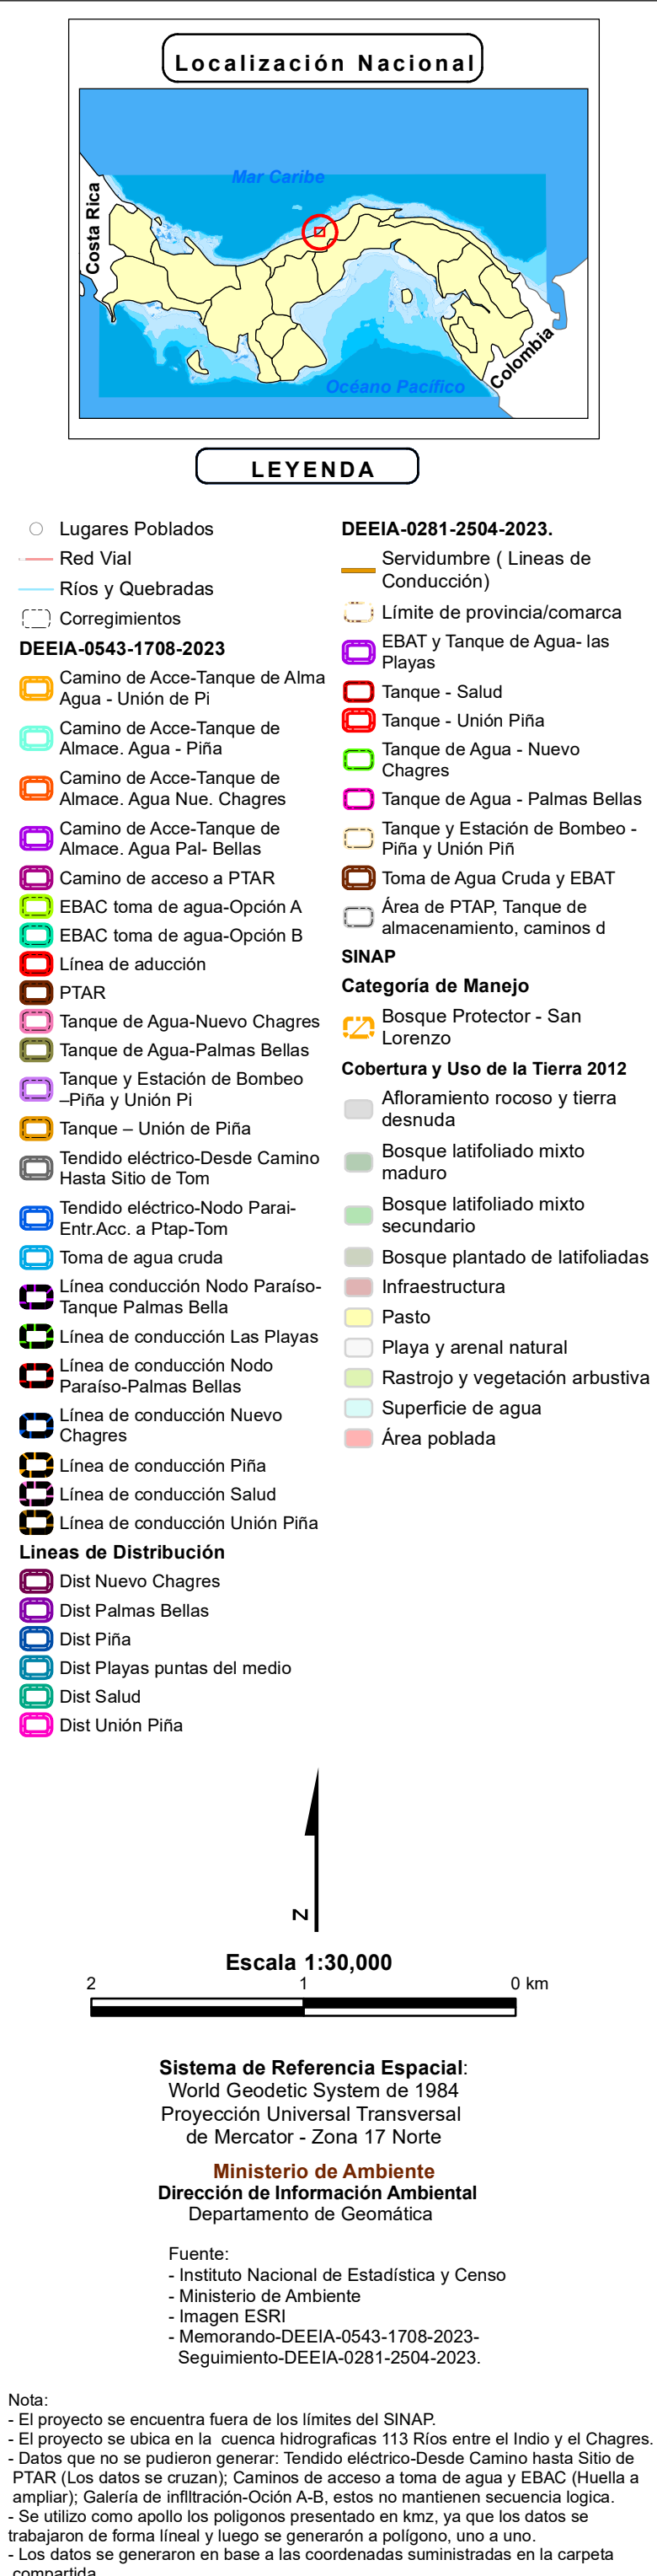 Localización Nacional
Mar Caribe
Costa Rica
Colombia
Océano Pacífico
LEYENDA
Lugares Poblados
Red Vial
Ríos y Quebradas
Corregimientos
DEEIA-0543-1708-2023
Camino de Acce-Tanque de Alma
Agua - Unión de Pi
Camino de Acce-Tanque de
Almace. Agua - Piña
Camino de Acce-Tanque de
Almace. Agua Nue. Chagres
Camino de Acce-Tanque de
Almace. Agua Pal- Bellas
Camino de acceso a PTAR
EBAC toma de agua-Opción A
EBAC toma de agua-Opción B
Línea de aducción
PTAR
Tanque de Agua-Nuevo Chagres
Tanque de Agua-Palmas Bellas
Tanque y Estación de Bombeo
–Piña y Unión Pi
Tanque – Unión de Piña
Tendido eléctrico-Desde Camino
Hasta Sitio de Tom
Tendido eléctrico-Nodo Parai-
Entr.Acc. a Ptap-Tom
Toma de agua cruda
Línea conducción Nodo Paraíso-
Tanque Palmas Bella
Línea de conducción Las Playas
Línea de conducción Nodo
Paraíso-Palmas Bellas
Línea de conducción Nuevo
Chagres
Línea de conducción Piña
Línea de conducción Salud
Línea de conducción Unión Piña
Lineas de Distribución
Dist Nuevo Chagres
Dist Palmas Bellas
Dist Piña
Dist Playas puntas del medio
Dist Salud
Dist Unión Piña
DEEIA-0281-2504-2023.
Servidumbre ( Lineas de
Conducción)
Límite de provincia/comarca
EBAT y Tanque de Agua- las
Playas
Tanque - Salud
Tanque - Unión Piña
Tanque de Agua - Nuevo
Chagres
Tanque de Agua - Palmas Bellas
Tanque y Estación de Bombeo -
Piña y Unión Piñ
Toma de Agua Cruda y EBAT
Área de PTAP, Tanque de
almacenamiento, caminos d
SINAP
Categoría de Manejo
Bosque Protector - San
Lorenzo
Cobertura y Uso de la Tierra 2012
Afloramiento rocoso y tierra
desnuda
Bosque latifoliado mixto
maduro
Bosque latifoliado mixto
secundario
Bosque plantado de latifoliadas
Infraestructura
Pasto
Playa y arenal natural
Rastrojo y vegetación arbustiva
Superficie de agua
Área poblada
N
Escala 1:30,000
2 1 0 km
Sistema de Referencia Espacial:
World Geodetic System de 1984
Proyección Universal Transversal
de Mercator - Zona 17 Norte
Ministerio de Ambiente
Dirección de Información Ambiental
Departamento de Geomática
Fuente:
- Instituto Nacional de Estadística y Censo
- Ministerio de Ambiente
- Imagen ESRI
- Memorando-DEEIA-0543-1708-2023-
Seguimiento-DEEIA-0281-2504-2023.
Nota:
- El proyecto se encuentra fuera de los límites del SINAP.
- El proyecto se ubica en la cuenca hidrograficas 113 Ríos entre el Indio y el Chagres.
- Datos que no se pudieron generar: Tendido eléctrico-Desde Camino hasta Sitio de
PTAR (Los datos se cruzan); Caminos de acceso a toma de agua y EBAC (Huella a
ampliar); Galería de inflltración-Oción A-B, estos no mantienen secuencia logica.
- Se utilizo como apollo los poligonos presentado en kmz, ya que los datos se
trabajaron de forma líneal y luego se generarón a polígono, uno a uno.
- Los datos se generaron en base a las coordenadas suministradas en la carpeta
compartida